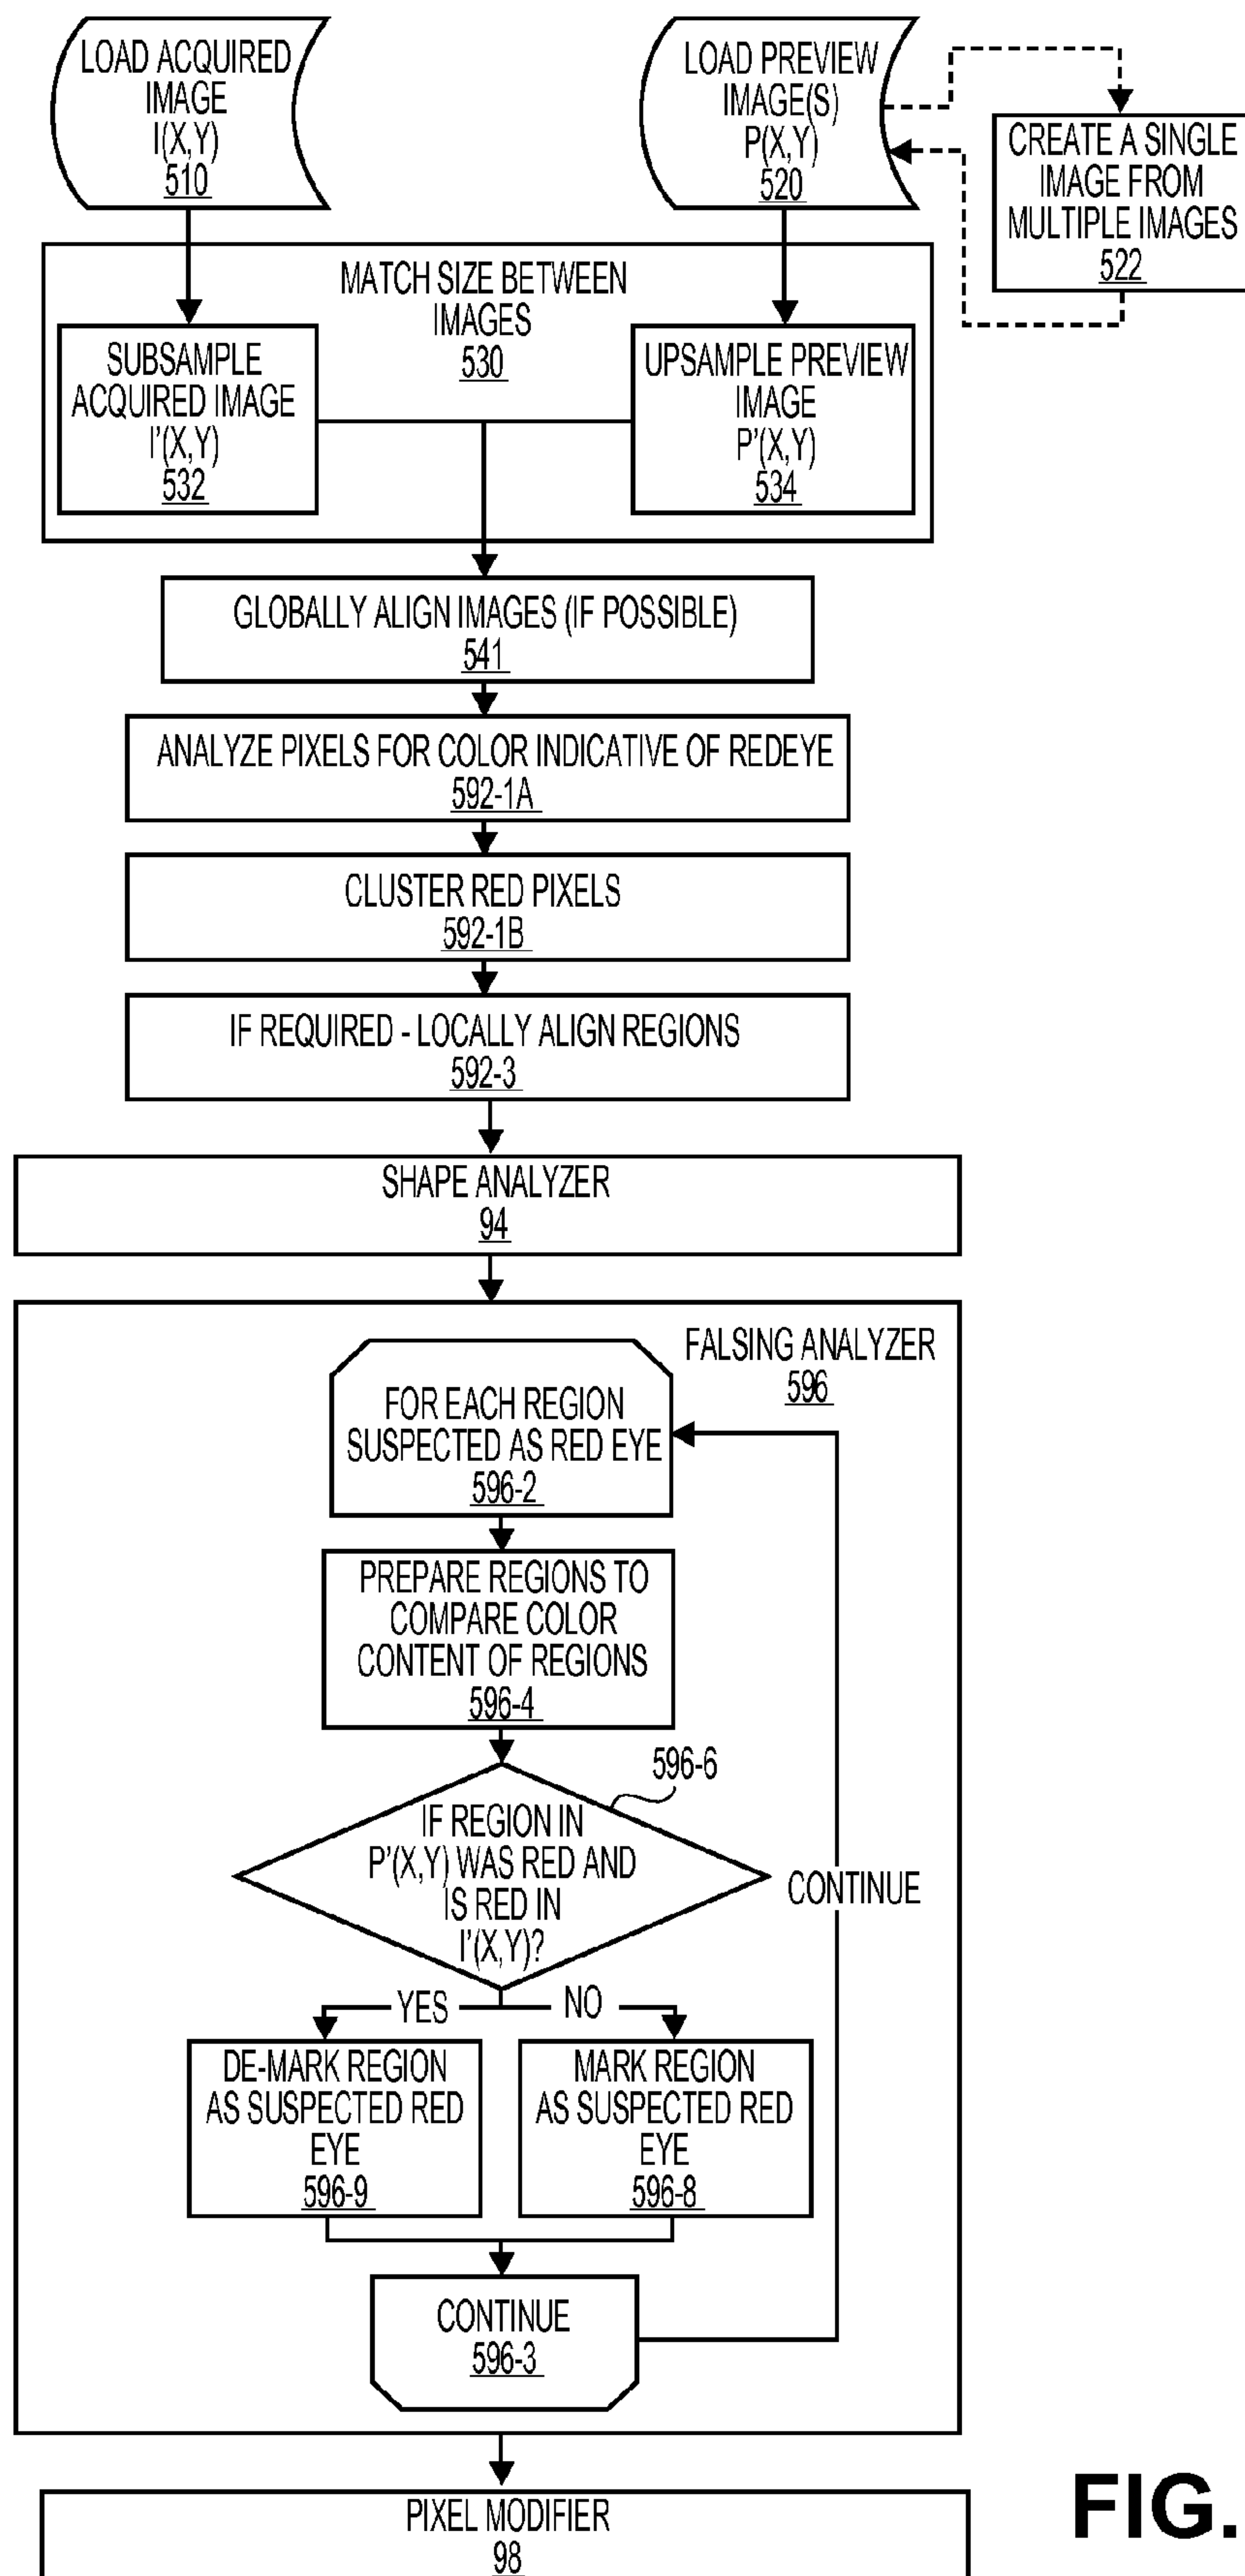 LOAD ACQUIRED
IMAGE
I(X,Y)
510
LOAD PREVIEW
IMAGE(S)
P(X,Y)
520
CREATE A SINGLE
IMAGE FROM
MULTIPLE IMAGES
522
MATCH SIZE BETWEEN
IMAGES
530
SUBSAMPLE
ACQUIRED IMAGE
I'(X,Y)
532
UPSAMPLE PREVIEW
IMAGE
P'(X,Y)
534
GLOBALLY ALIGN IMAGES (IF POSSIBLE)
541
ANALYZE PIXELS FOR COLOR INDICATIVE OF REDEYE
592-1A
CLUSTER RED PIXELS
592-1B
IF REQUIRED - LOCALLY ALIGN REGIONS
592-3
SHAPE ANALYZER
94
FALSING ANALYZER
596
FOR EACH REGION
SUSPECTED AS RED EYE
596-2
PREPARE REGIONS TO
COMPARE COLOR
CONTENT OF REGIONS
596-4
596-6
IF REGION IN
P'(X,Y) WAS RED AND
IS RED IN
I'(X,Y)?
CONTINUE
YES
NO
DE-MARK REGION
AS SUSPECTED RED
EYE
596-9
MARK REGION
AS SUSPECTED RED
EYE
596-8
CONTINUE
596-3
PIXEL MODIFIER
98
FIG.